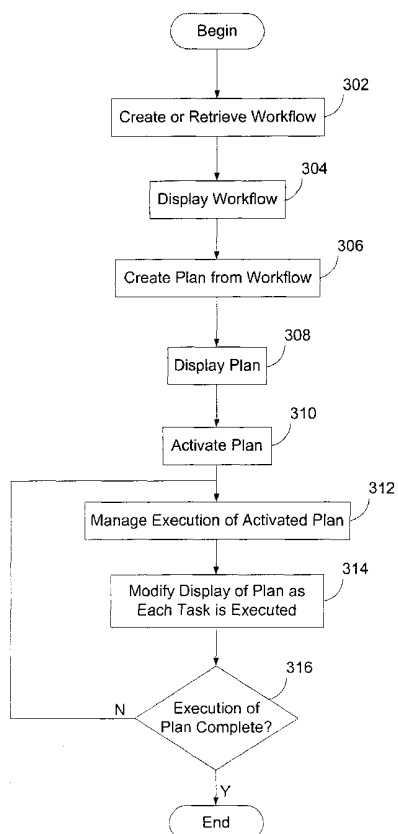 Begin
302
Create or Retrieve Workflow
304
Display Workflow
306
Create Plan from Workflow
308
Display Plan
310
Activate Plan
312
Manage Execution of Activated Plan
314
Modify Display of Plan as
Each Task is Executed
316
Execution of
Plan Complete?
N
Y
End